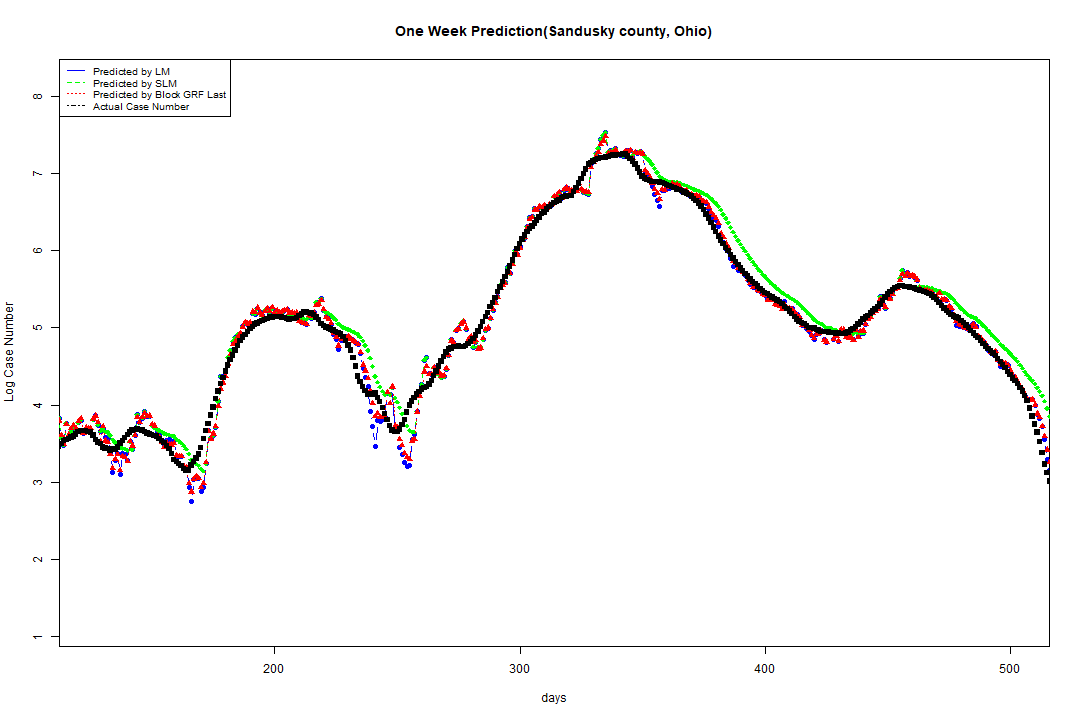 One Week Prediction(Sandusky county, Ohio)
Predicted by LM
Predicted by SLM
Predicted by Block GRF Last
Actual Case Number
8
7
6
5
4
3
2
1
Log Case Number
200
300
400
500
days